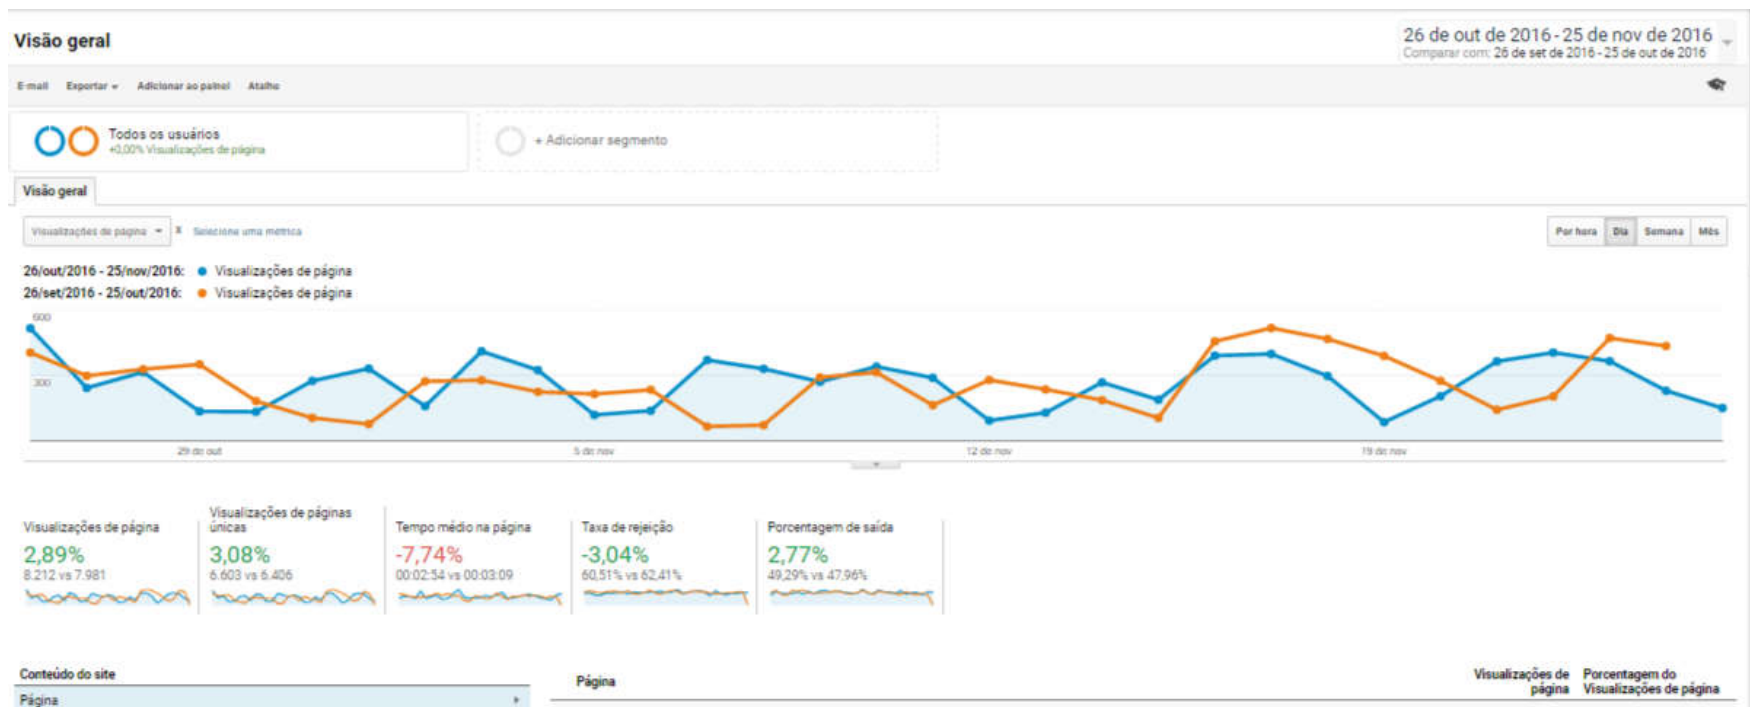 Visão geral
26 de out de 2016 - 25 de nov de 2016
Comparar com: 26 de set de 2016 - 25 de out de 2016
E-mail Exportar Adicionar ao painel Atalho
Todos os usuários
+0,00% Visualizações de página
+ Adicionar segmento
Visão geral
Visualizações de página X Selecione uma métrica
Por hora Dia Semana Mês
26/out/2016 - 25/nov/2016: Visualizações de página
26/set/2016 - 25/out/2016: Visualizações de página
600
300
29 de out 5 de nov 12 de nov 19 de nov
Visualizações de página
2,89%
8.212 vs 7.981
Visualizações de páginas
únicas
3,08%
6.603 vs 6.406
Tempo médio na página
-7,74%
00:02:54 vs 00:03:09
Taxa de rejeição
-3,04%
60,51% vs 62,41%
Porcentagem de saída
2,77%
49,29% vs 47,96%
Conteúdo do site
Página
Página
Visualizações de
página
Porcentagem do
Visualizações de página